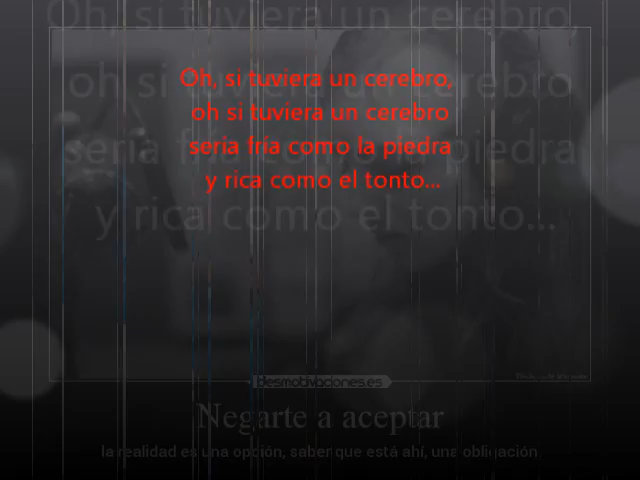 Oh, si tuviera un cerebro,
oh si tuviera un cerebro
sería fría como la piedra
y rica como el tonto...
Oh, si tuviera un cerebro,
oh si tuviera un cerebro
sería fría como la piedra
y rica como el tonto...
desmotivaciones.es
Negarte a aceptar
la realidad es una opción, saber que está ahí, una obligación